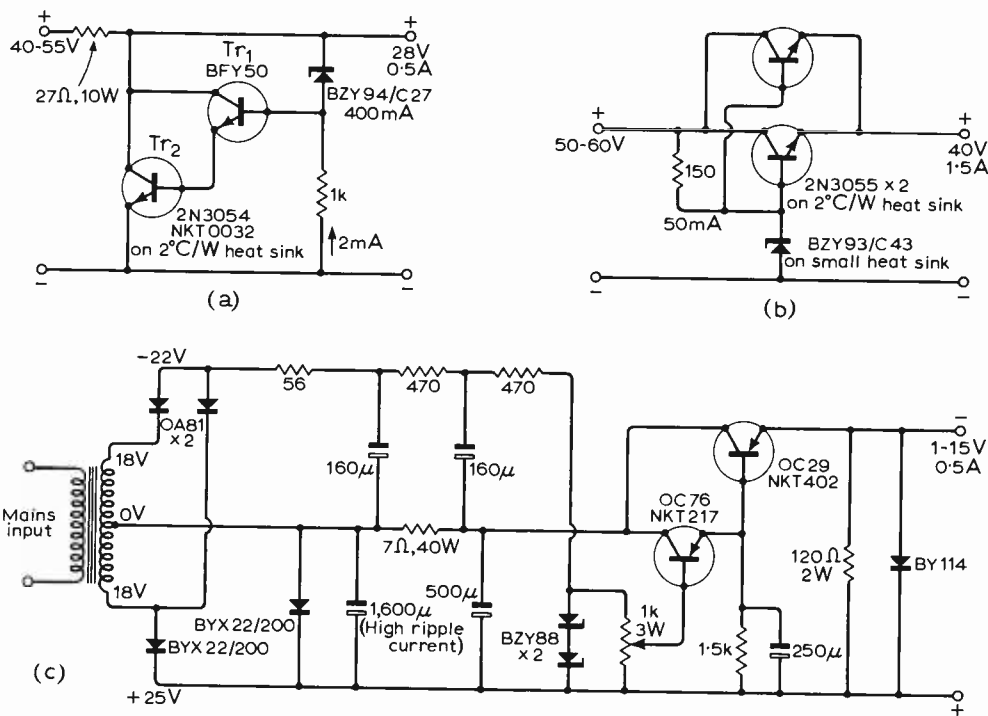 +
40-55V
27Ω,10W
Tr1
BFY50
+
28V
0·5A
BZY94/C27
400mA
Tr2
1k
2mA
2N3054
NKT0032
on 2°C/W heat sink
−
−
(a)
+
50-60V
150
50mA
+
40V
1·5A
2N3055 x 2
on 2°C/W heat sink
BZY93/C43
on small heat sink
−
−
(b)
-22V
56
470
470
OA81
x2
18V
160μ
160μ
−
1-15V
0·5A
OC29
NKT402
Mains
input
0V
OC76
NKT217
7Ω,40W
120Ω
2W
BY114
18V
BYX22/200
1,600μ
(High ripple
current)
500μ
BZY88
x2
1k
3W
1·5k
250μ
BYX22/200
(c)
+25V
+